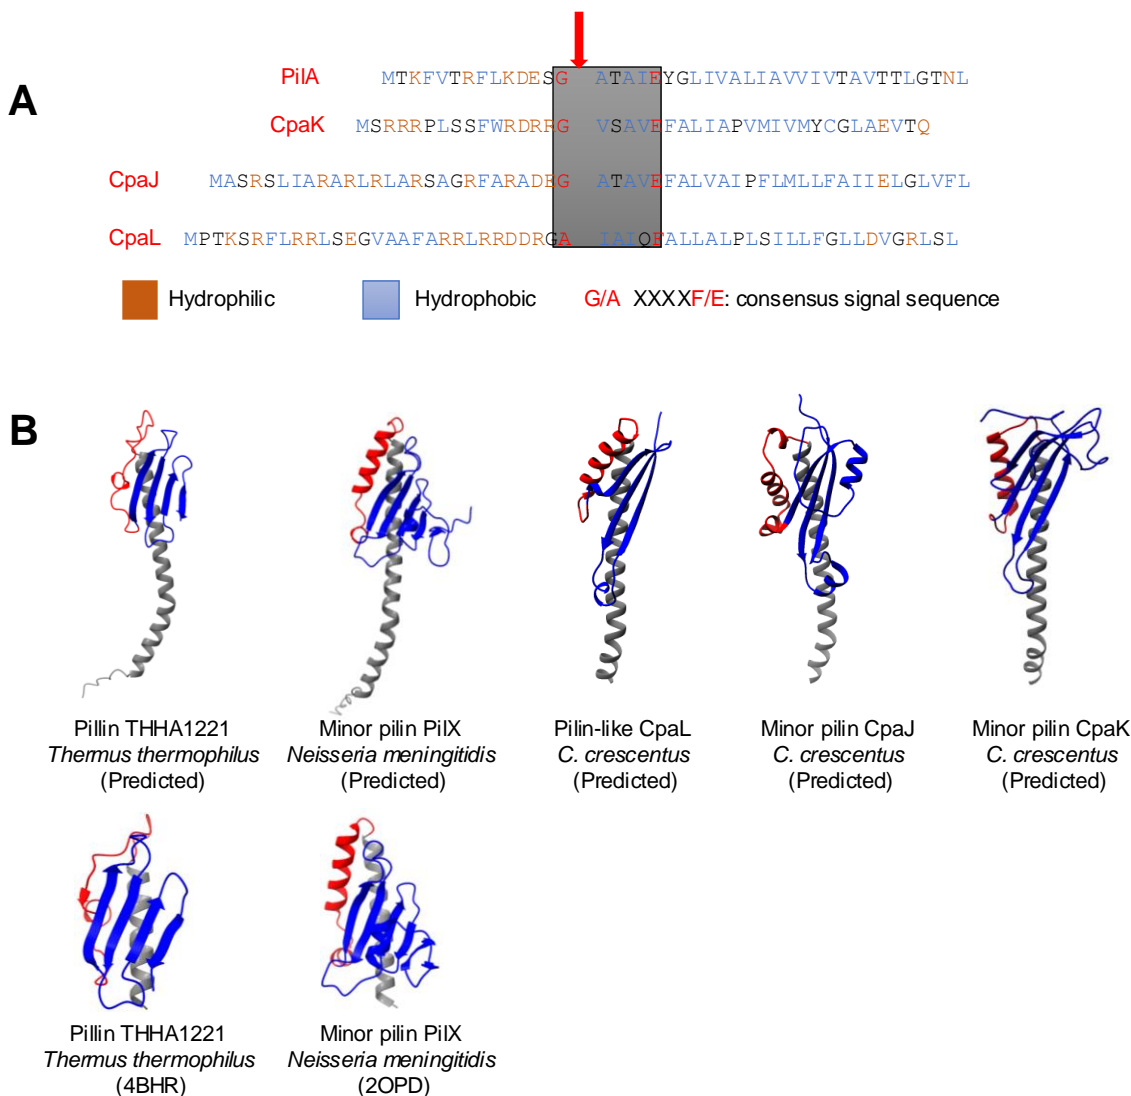 A
PilA MTKFVTRFLKDESG ATAIEYGLIVALIAVVIVTAVTTLGTNL
CpaK MSRRRPLSSFWRDRRG VSAVEFALIAPVMIVMYCGLAEVTQ
CpaJ MASRSLIARARLRLARSAGRFARADEG ATAVEFALVAIPFLMLLFAIIELGLVFL
CpaL MPTKSRFLRRLSEGVAAFARRLRRDDRGA IAIQFALLALPLSILLFGLLDVGRLSL
Hydrophilic Hydrophobic G/A XXXXF/E: consensus signal sequence
B
Pillin THHA1221 Minor pilin PilX Pilin-like CpaL Minor pilin CpaJ Minor pilin CpaK
Thermus thermophilus Neisseria meningitidis C. crescentus C. crescentus C. crescentus
(Predicted) (Predicted) (Predicted) (Predicted) (Predicted)
Pillin THHA1221 Minor pilin PilX
Thermus thermophilus Neisseria meningitidis
(4BHR) (2OPD)